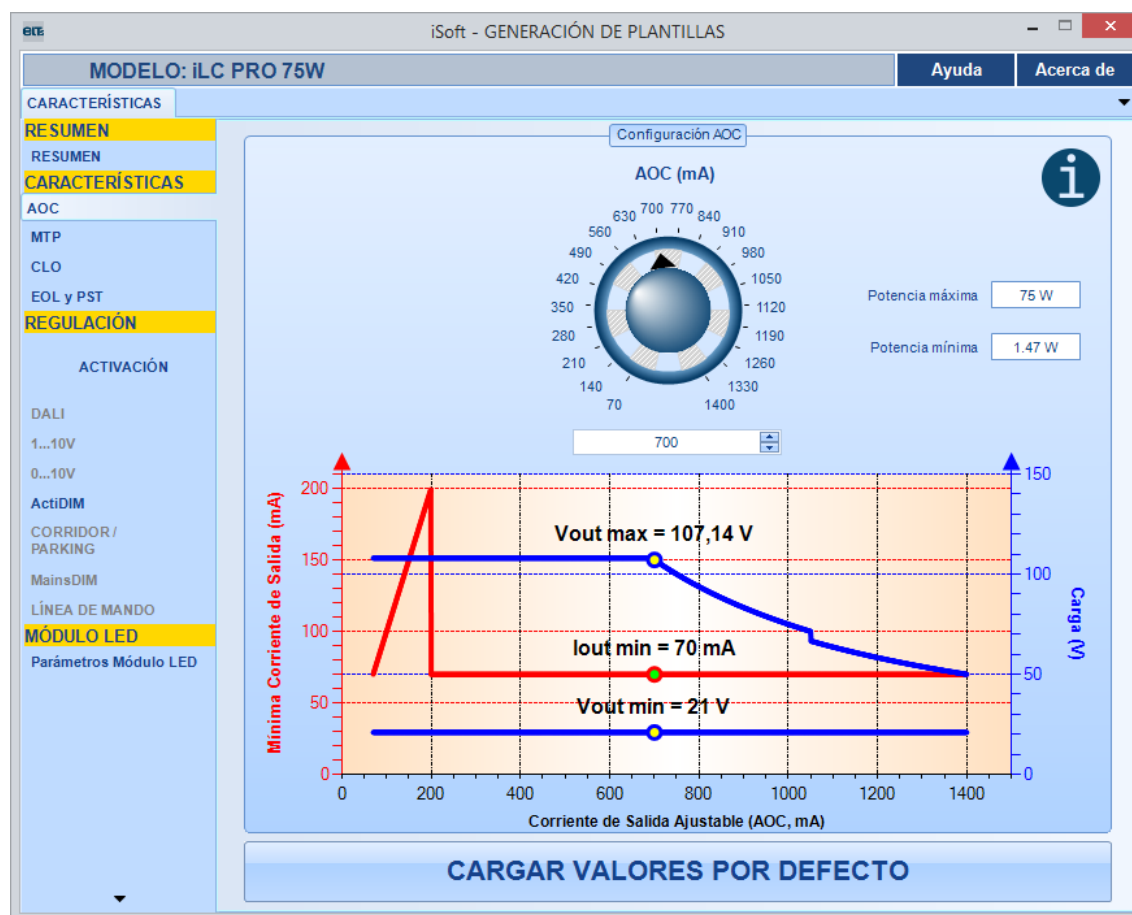 iSoft - GENERACIÓN DE PLANTILLAS
MODELO: iLC PRO 75W
Ayuda
Acerca de
CARACTERÍSTICAS
RESUMEN
RESUMEN
CARACTERÍSTICAS
AOC
MTP
CLO
EOL y PST
REGULACIÓN
ACTIVACIÓN
DALI
1...10V
0...10V
ActiDIM
CORRIDOR /
PARKING
MainsDIM
LÍNEA DE MANDO
MÓDULO LED
Parámetros Módulo LED
Configuración AOC
AOC (mA)
70
140
210
280
350
420
490
560
630
700
770
840
910
980
1050
1120
1190
1260
1330
1400
Potencia máxima
75 W
Potencia mínima
1.47 W
700
Mínima Corriente de Salida (mA)
200
150
100
50
0
Vout max = 107,14 V
Iout min = 70 mA
Vout min = 21 V
150
100
50
0
Carga (V)
0
200
400
600
800
1000
1200
1400
Corriente de Salida Ajustable (AOC, mA)
CARGAR VALORES POR DEFECTO